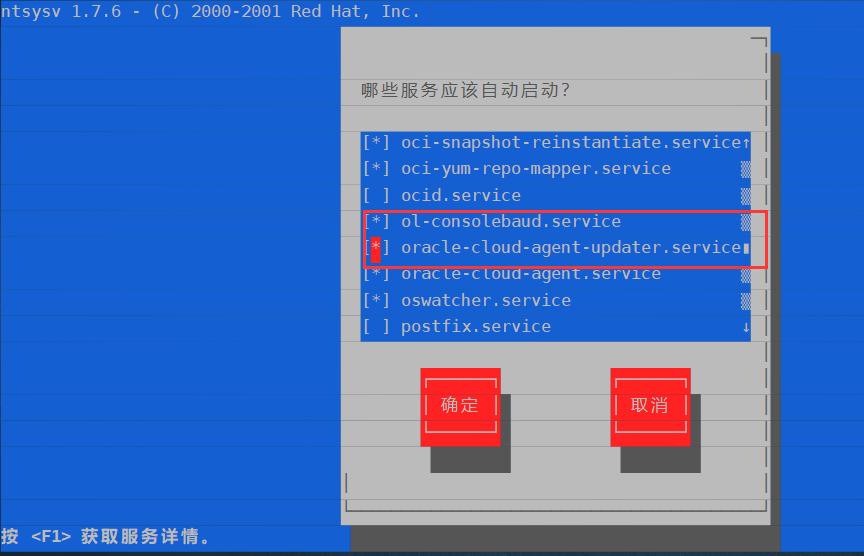 ntsysv 1.7.6 - (C) 2000-2001 Red Hat, Inc.
哪些服务应该自动启动?
[*] oci-snapshot-reinstantiate.service↑
[*] oci-yum-repo-mapper.service
[ ] ocid.service
[*] ol-consolebaud.service
[*] oracle-cloud-agent-updater.service
[*] oracle-cloud-agent.service
[*] oswatcher.service
[ ] postfix.service ↓
确定 取消
按 <F1> 获取服务详情。